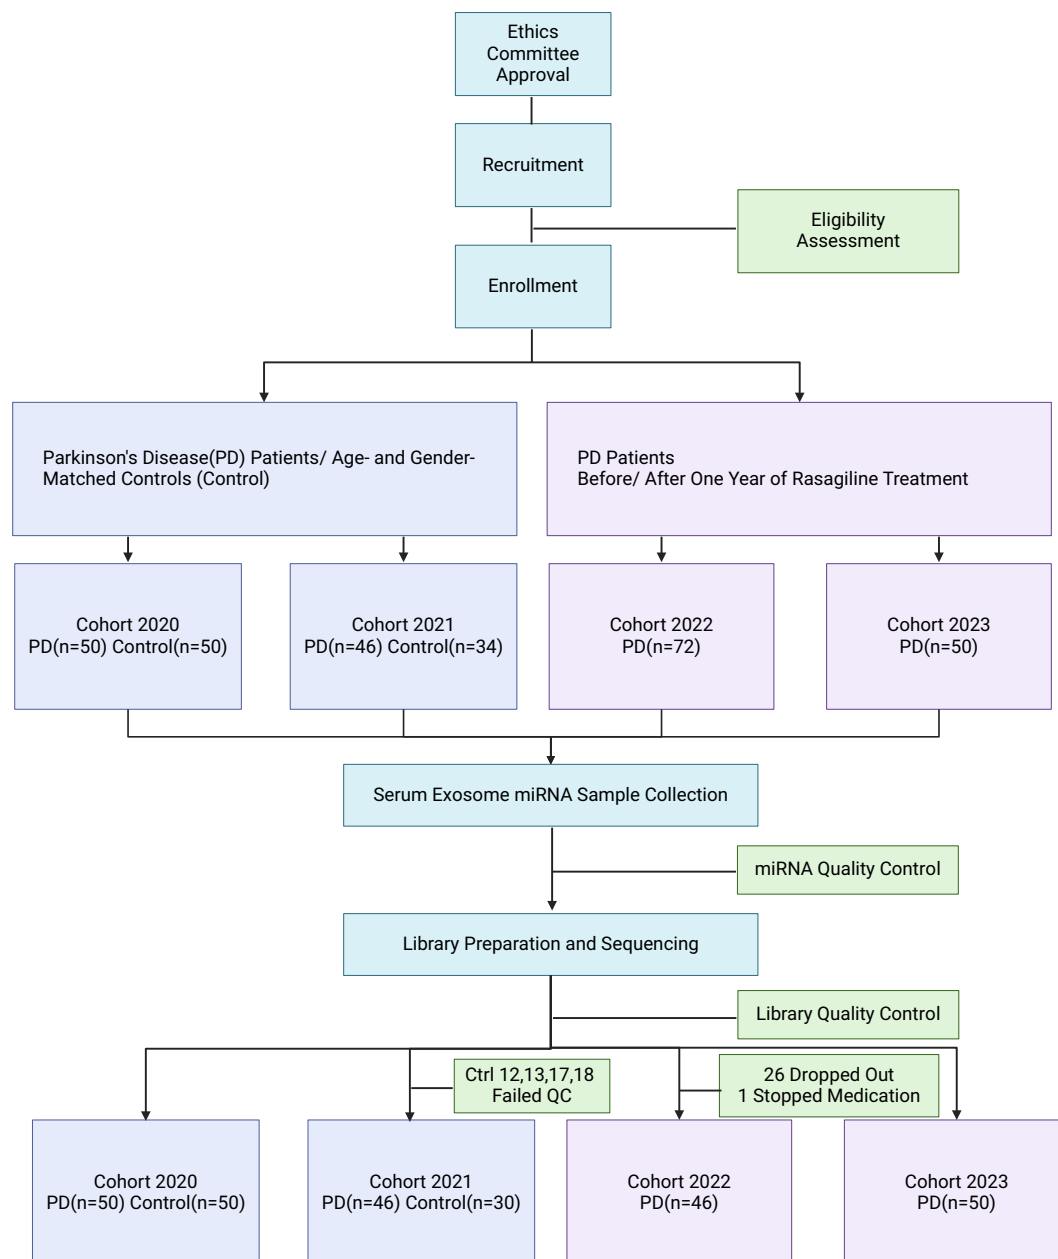 Ethics
Committee
Approval
Recruitment
Eligibility
Assessment
Enrollment
Parkinson's Disease(PD) Patients/ Age- and Gender-
Matched Controls (Control)
PD Patients
Before/ After One Year of Rasagiline Treatment
Cohort 2020
PD(n=50) Control(n=50)
Cohort 2021
PD(n=46) Control(n=34)
Cohort 2022
PD(n=72)
Cohort 2023
PD(n=50)
Serum Exosome miRNA Sample Collection
miRNA Quality Control
Library Preparation and Sequencing
Library Quality Control
Ctrl 12,13,17,18
Failed QC
26 Dropped Out
1 Stopped Medication
Cohort 2020
PD(n=50) Control(n=50)
Cohort 2021
PD(n=46) Control(n=30)
Cohort 2022
PD(n=46)
Cohort 2023
PD(n=50)